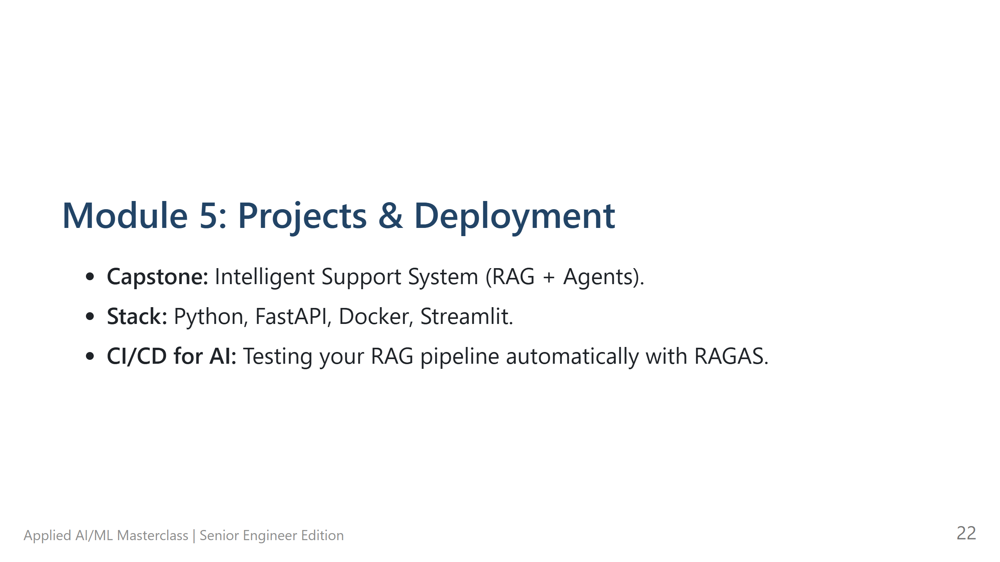 Module 5: Projects & Deployment
• Capstone: Intelligent Support System (RAG + Agents).
• Stack: Python, FastAPI, Docker, Streamlit.
• CI/CD for AI: Testing your RAG pipeline automatically with RAGAS.
Applied AI/ML Masterclass | Senior Engineer Edition
22